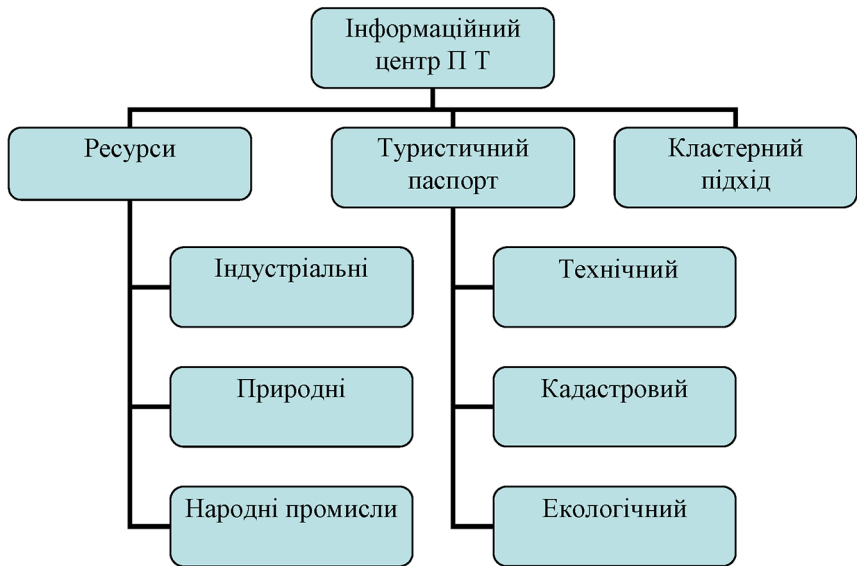 Інформаційний
центр П Т
Ресурси
Туристичний
паспорт
Кластерний
підхід
Індустріальні
Технічний
Природні
Кадастровий
Народні промисли
Екологічний